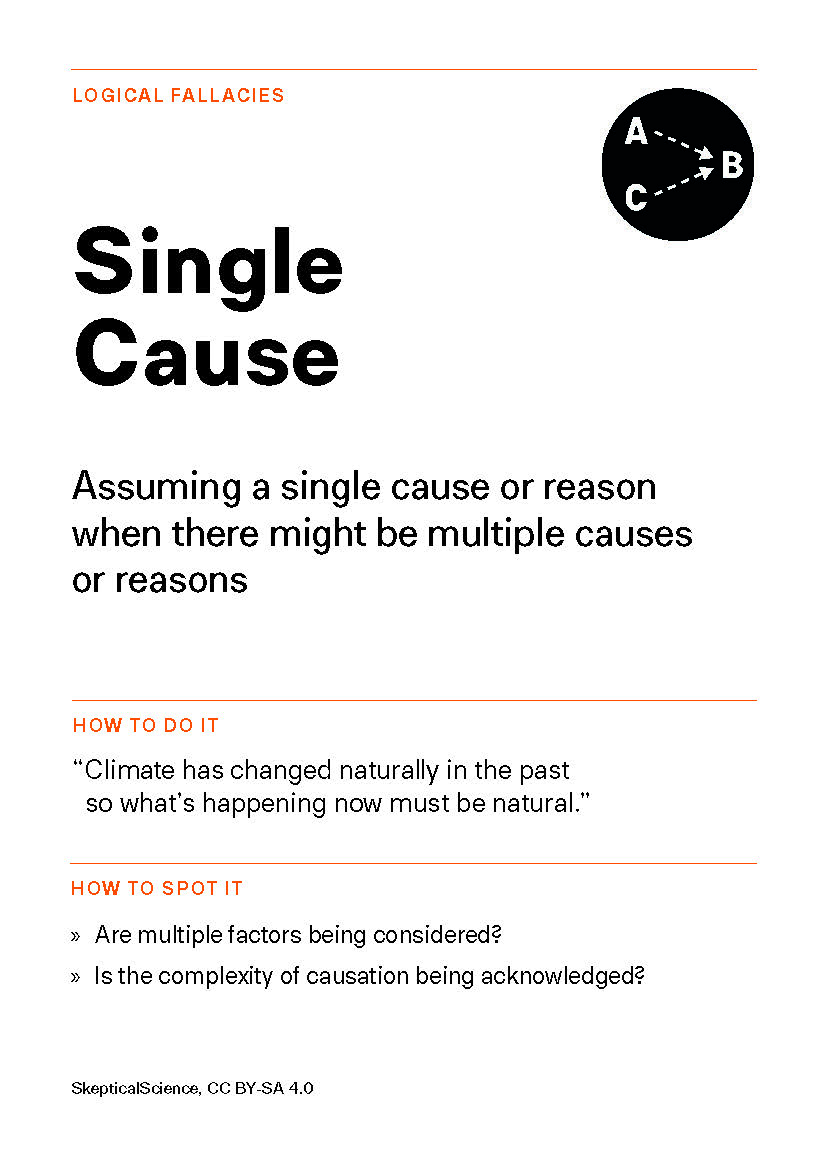 LOGICAL FALLACIES
A
B
C
Single
Cause
Assuming a single cause or reason
when there might be multiple causes
or reasons
HOW TO DO IT
“Climate has changed naturally in the past
so what’s happening now must be natural.”
HOW TO SPOT IT
» Are multiple factors being considered?
» Is the complexity of causation being acknowledged?
SkepticalScience, CC BY-SA 4.0